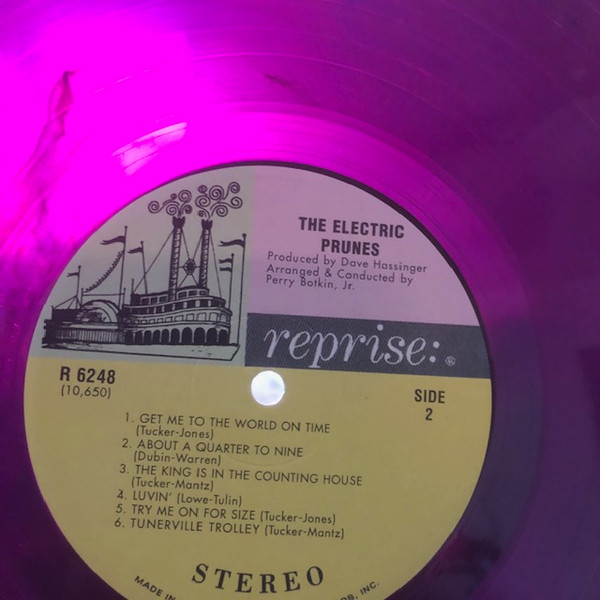 THE ELECTRIC
PRUNES
Produced by Dave Hassinger
Arranged & Conducted by
Perry Botkin, Jr.
reprise: ®
R 6248
(10,650)
SIDE
2
1. GET ME TO THE WORLD ON TIME
(Tucker-Jones)
2. ABOUT A QUARTER TO NINE
(Dubin-Warren)
3. THE KING IS IN THE COUNTING HOUSE
(Tucker-Mantz)
4. LUVIN' (Lowe-Tulin)
5. TRY ME ON FOR SIZE (Tucker-Jones)
6. TUNERVILLE TROLLEY (Tucker-Mantz)
STEREO
MADE IN
INC.